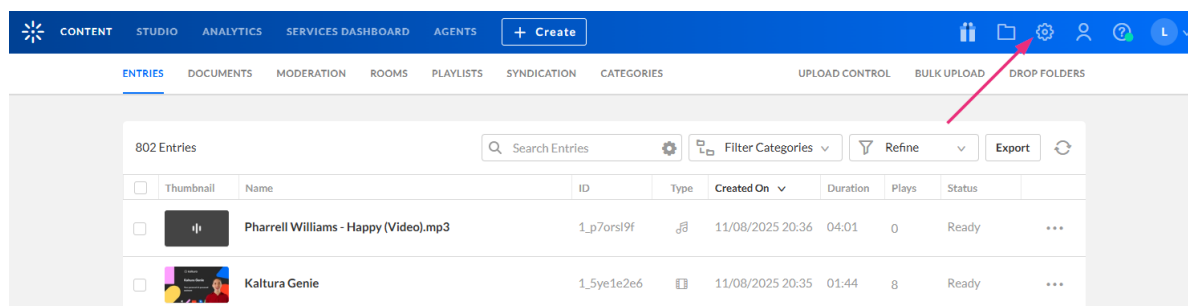 CONTENT STUDIO ANALYTICS SERVICES DASHBOARD AGENTS + Create L
ENTRIES DOCUMENTS MODERATION ROOMS PLAYLISTS SYNDICATION CATEGORIES UPLOAD CONTROL BULK UPLOAD DROP FOLDERS
802 Entries Search Entries Filter Categories Refine Export
Thumbnail Name ID Type Created On Duration Plays Status
Pharrell Williams - Happy (Video).mp3 1_p7orsl9f 11/08/2025 20:36 04:01 0 Ready
Kaltura Genie 1_5ye1e2e6 11/08/2025 20:35 01:44 8 Ready